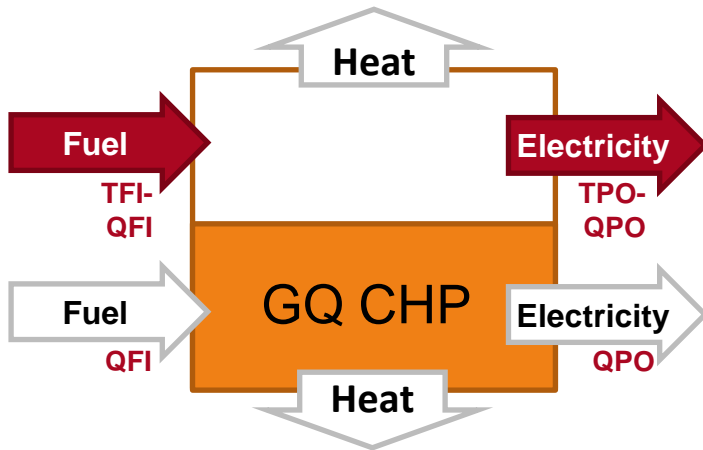 Heat
Fuel
Electricity
TFI-
QFI
TPO-
QPO
GQ CHP
Fuel
Electricity
QFI
QPO
Heat